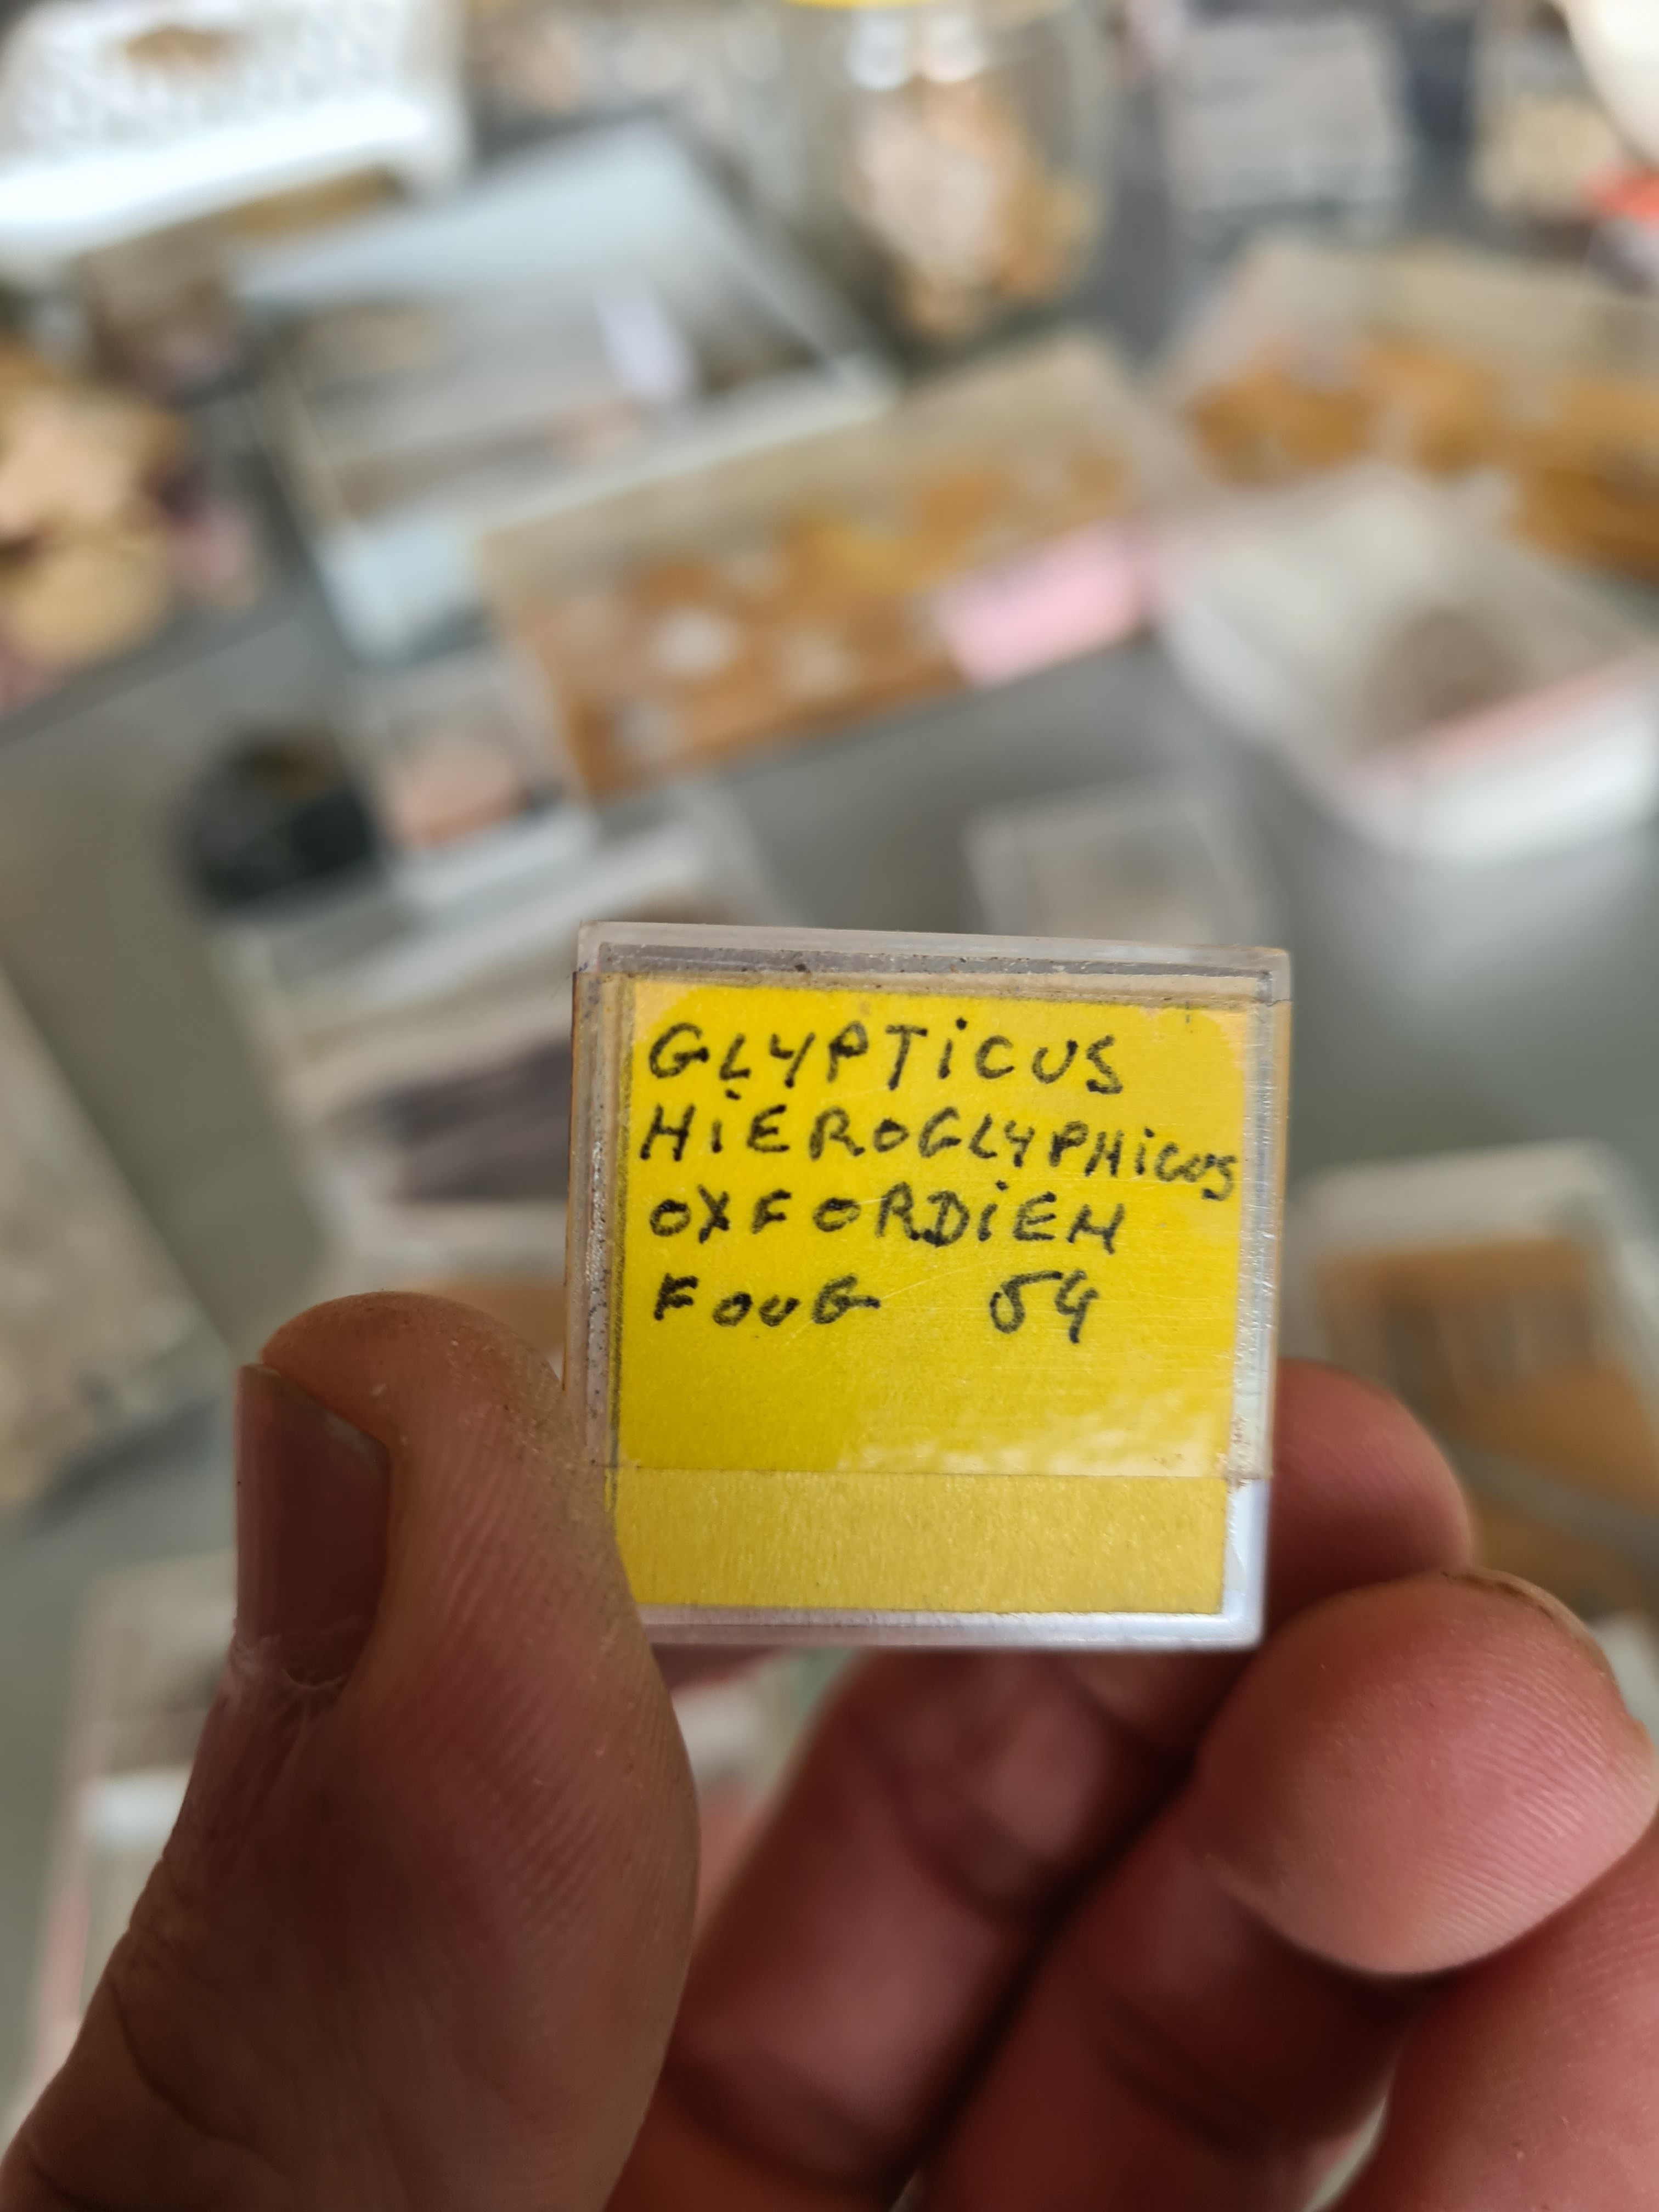 GLYPTiCUS
HiEROGLYPHiCUS
OXFORDiEN
FOUG 54